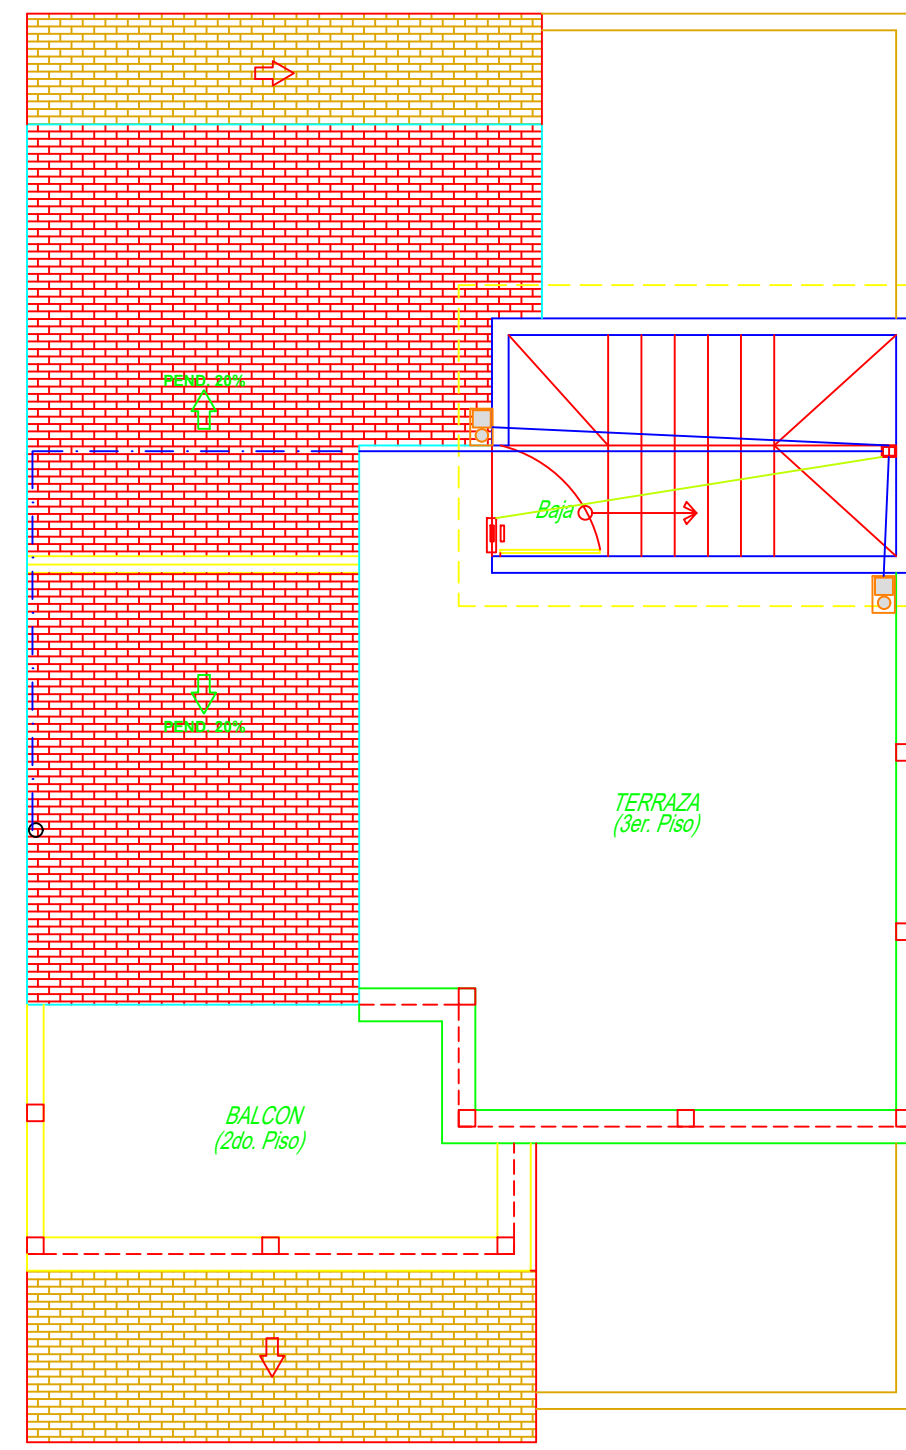 PEND. 20%
Baja
PEND. 20%
TERRAZA
(3er. Piso)
BALCON
(2do. Piso)